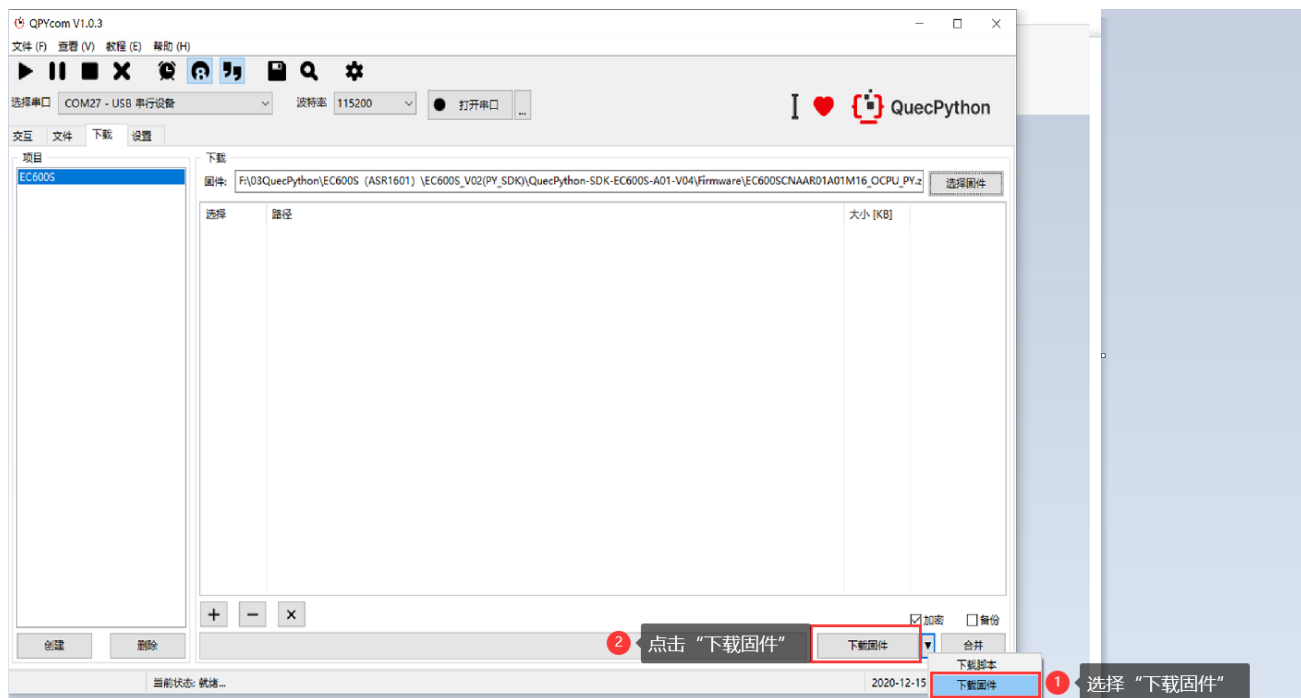 QPYcom V1.0.3
文件 (F) 查看 (V) 教程 (E) 帮助 (H)
选择串口 COM27 - USB 串行设备 波特率 115200 打开串口 ...
QuecPython
交互 文件 下载 设置
项目
EC600S
下载
固件: F:\03QuecPython\EC600S (ASR1601) \EC600S_V02(PY_SDK)\QuecPython-SDK-EC600S-A01-V04\Firmware\EC600SCNAAR01A01M16_OCPU_PY.z 选择固件
选择 路径 大小 [KB]
加密 备份
创建 删除 2 点击“下载固件” 下载固件 合并
下载脚本
当前状态: 就绪... 2020-12-15 下载固件 1 选择“下载固件”